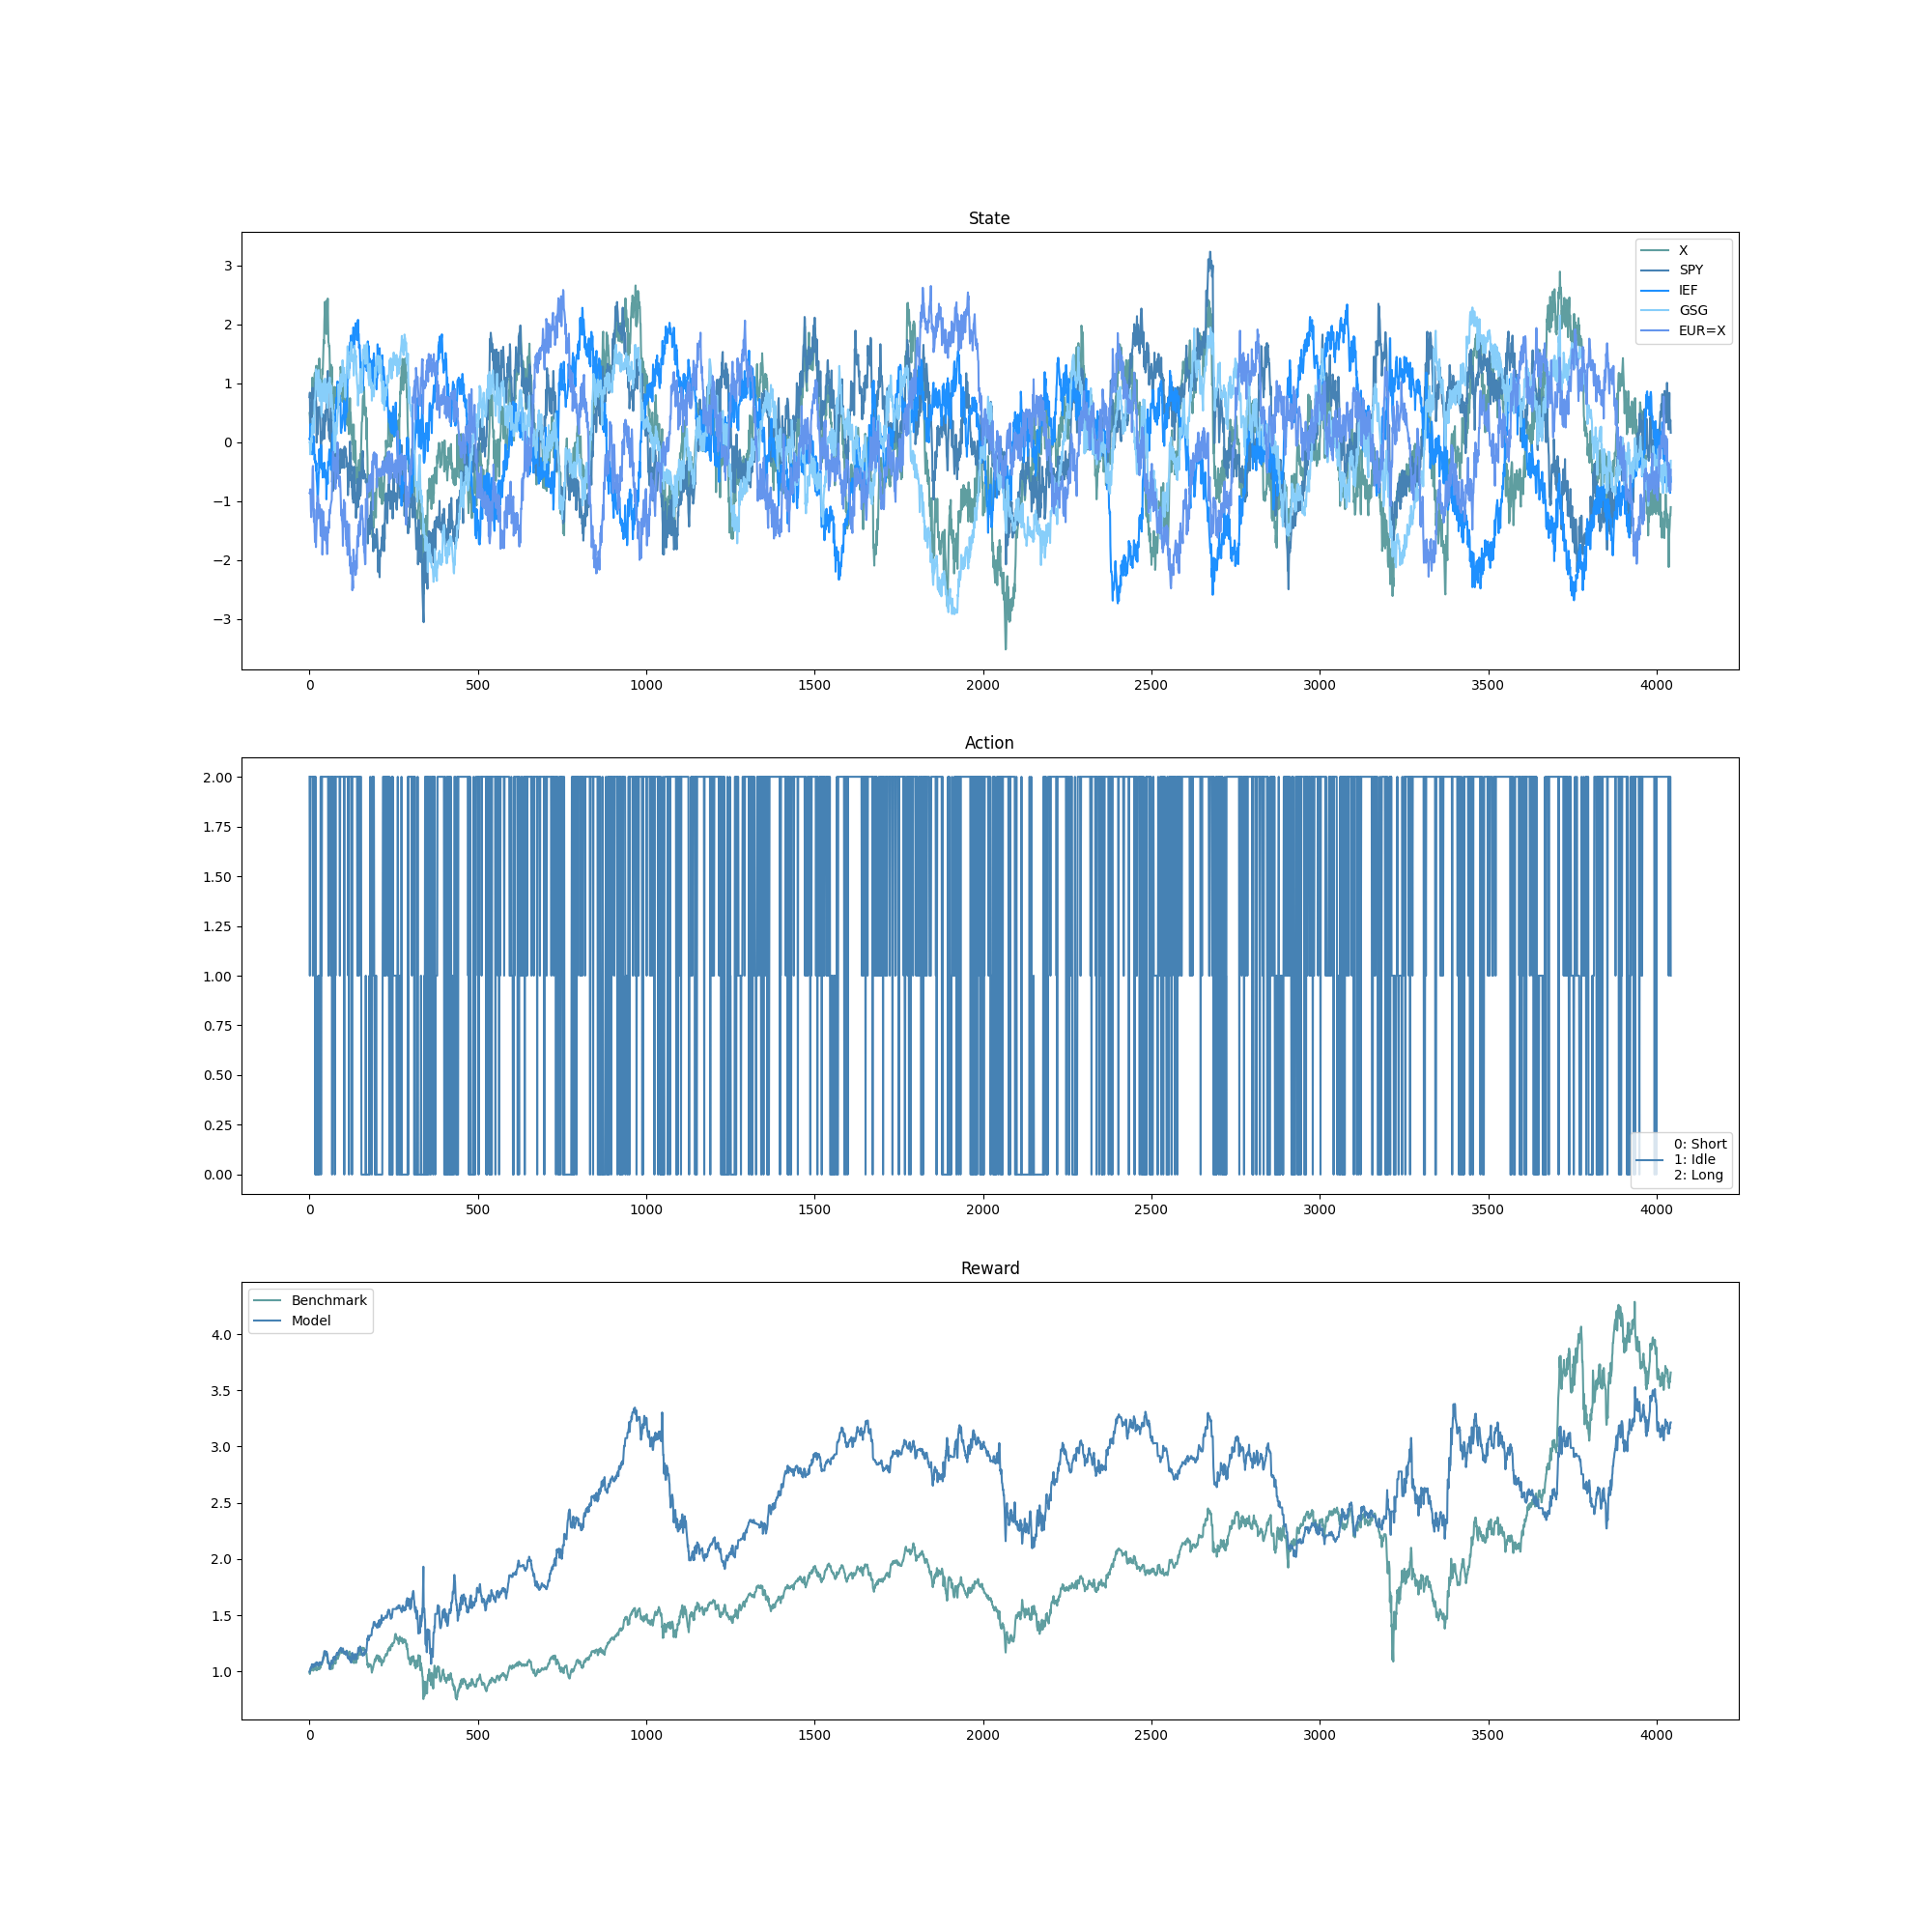 State
3
2
1
0
−1
−2
−3
X
SPY
IEF
GSG
EUR=X
0 500 1000 1500 2000 2500 3000 3500 4000
Action
2.00
1.75
1.50
1.25
1.00
0.75
0.50
0.25
0.00
0: Short
1: Idle
2: Long
0 500 1000 1500 2000 2500 3000 3500 4000
Reward
Benchmark
Model
4.0
3.5
3.0
2.5
2.0
1.5
1.0
0 500 1000 1500 2000 2500 3000 3500 4000